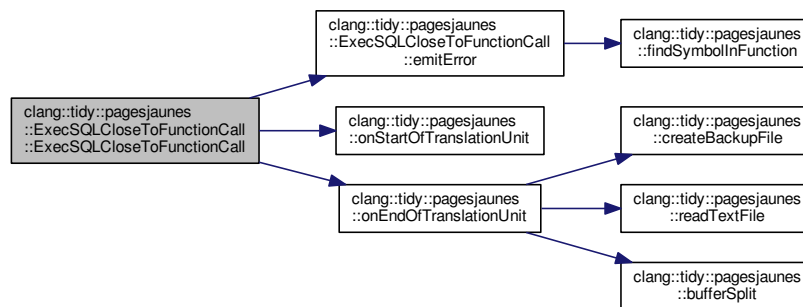 clang::tidy::pagesjaunes
::ExecSQLCloseToFunctionCall
::ExecSQLCloseToFunctionCall
clang::tidy::pagesjaunes
::ExecSQLCloseToFunctionCall
::emitError
clang::tidy::pagesjaunes
::findSymbolInFunction
clang::tidy::pagesjaunes
::onStartOfTranslationUnit
clang::tidy::pagesjaunes
::onEndOfTranslationUnit
clang::tidy::pagesjaunes
::createBackupFile
clang::tidy::pagesjaunes
::readTextFile
clang::tidy::pagesjaunes
::bufferSplit